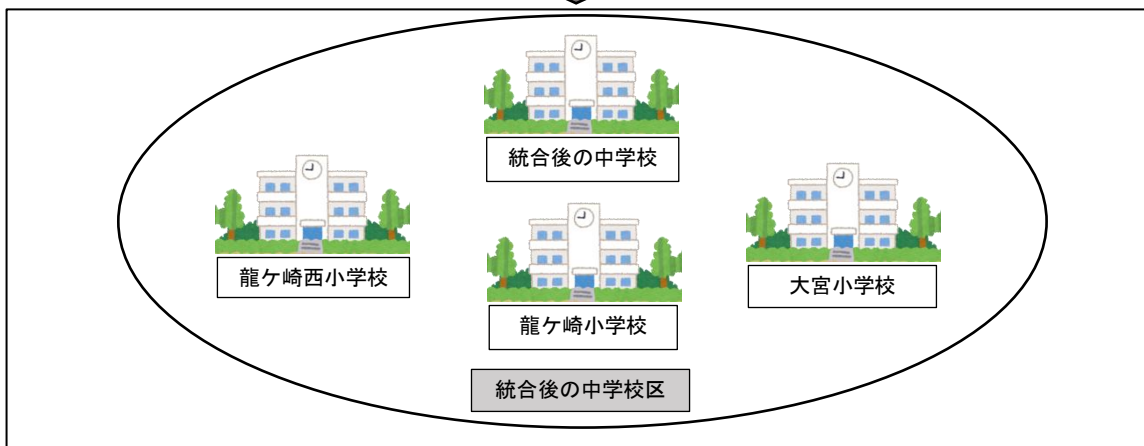 統合後の中学校
龍ケ崎西小学校
龍ケ崎小学校
大宮小学校
統合後の中学校区